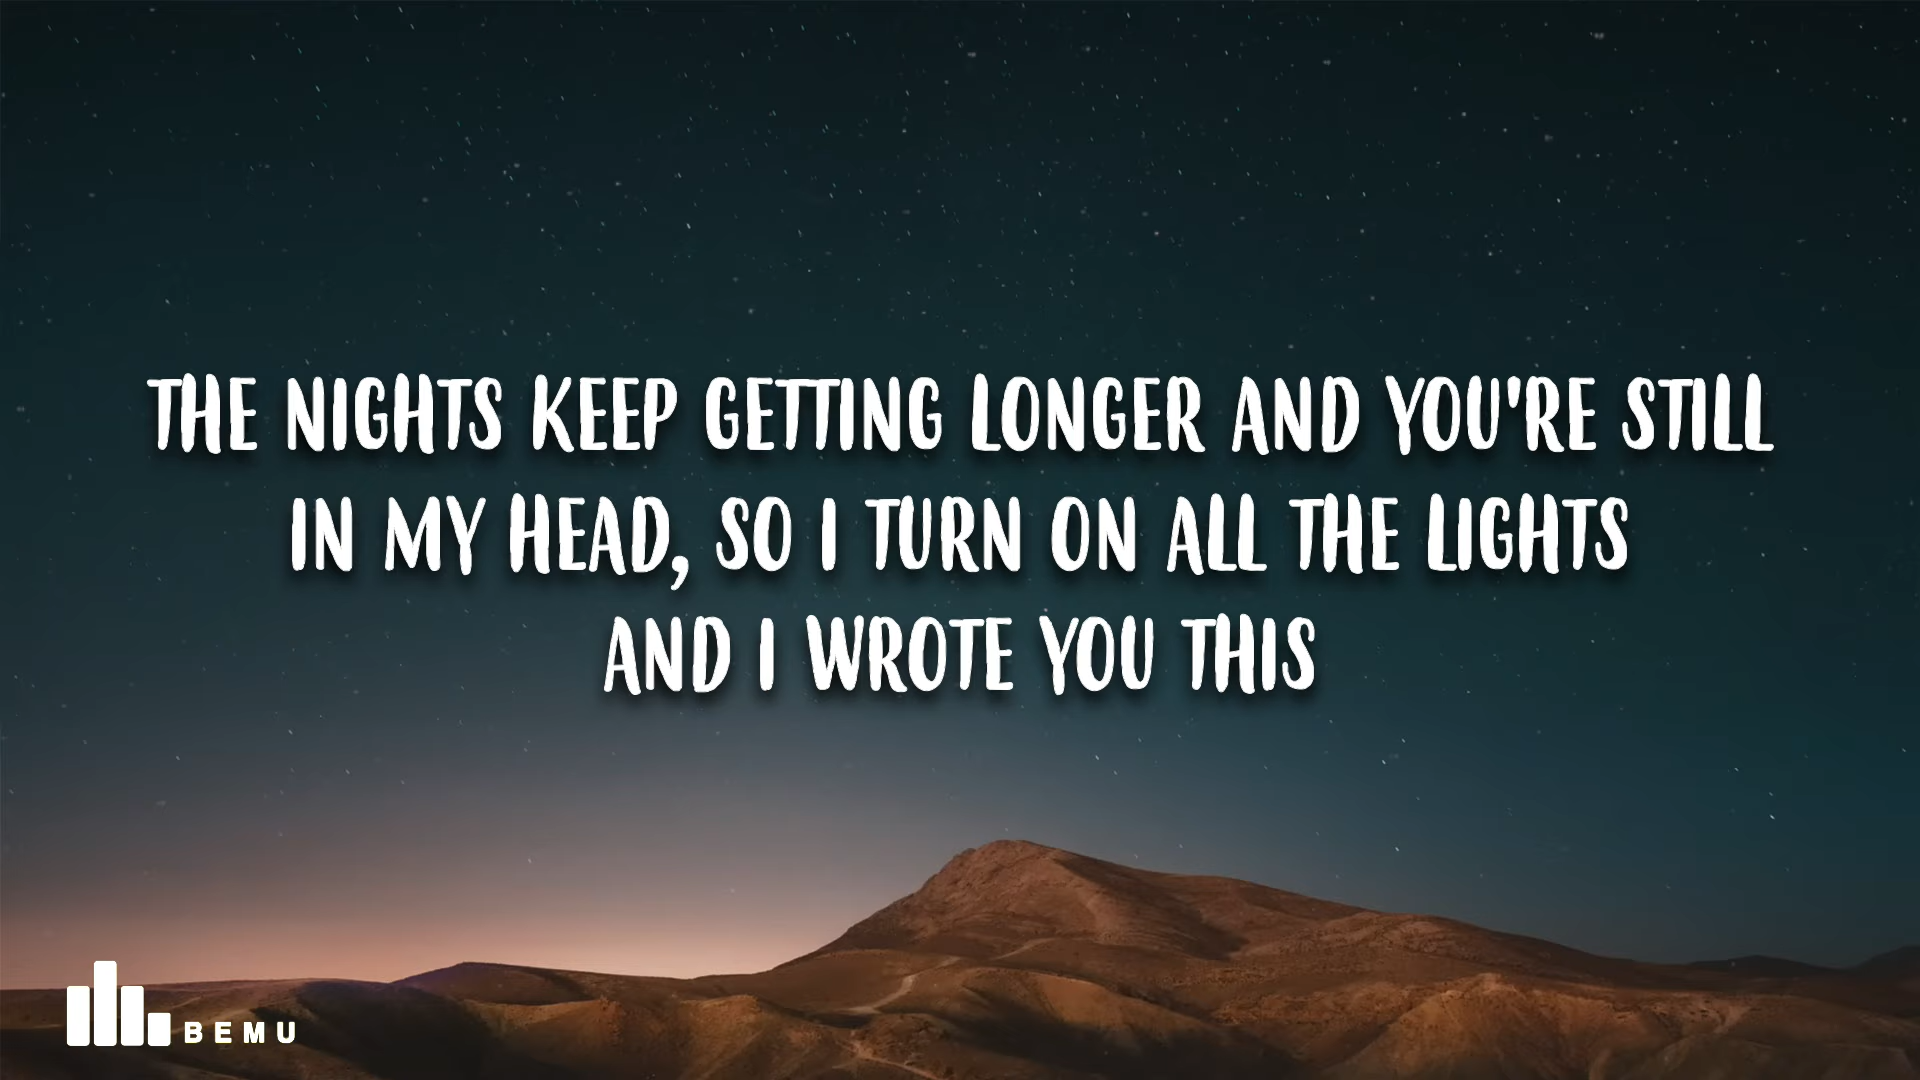 THE NIGHTS KEEP GETTING LONGER AND YOU'RE STILL
IN MY HEAD, SO I TURN ON ALL THE LIGHTS
AND I WROTE YOU THIS
BEMU